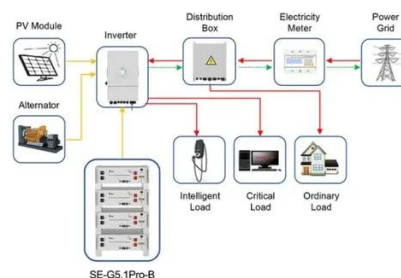 PV Module
Inverter
Distribution
Box
Electricity
Meter
Power
Grid
Alternator
Intelligent
Load
Critical
Load
Ordinary
Load
SE-G5.1Pro-B